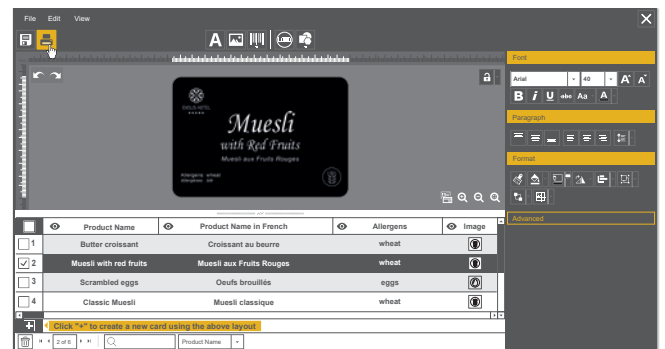 File Edit View
A
Font
Arial 40 A A
B i U abc Aa A
Paragraph
Format
Advanced
Muesli
with Red Fruits
Muesli aux Fruits Rouges
Allergens wheat
Product Name Product Name in French Allergens Image
1 Butter croissant Croissant au beurre wheat
2 Muesli with red fruits Muesli aux Fruits Rouges wheat
3 Scrambled eggs Oeufs brouillés eggs
4 Classic Muesli Muesli classique wheat
Click "+" to create a new card using the above layout
2 of 6 Product Name